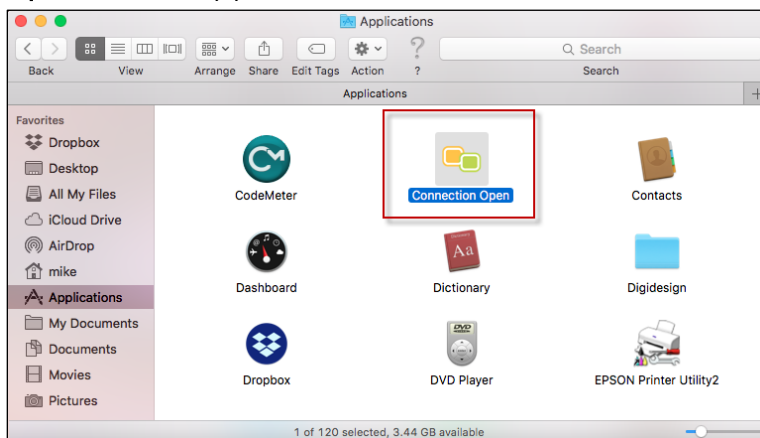 Applications
Back View Arrange Share Edit Tags Action ? Search
Search
Applications
Favorites
Dropbox
Desktop
All My Files
iCloud Drive
AirDrop
mike
Applications
My Documents
Documents
Movies
Pictures
CodeMeter
Connection Open
Contacts
Dashboard
Dictionary
Digidesign
Dropbox
DVD Player
EPSON Printer Utility2
1 of 120 selected, 3.44 GB available